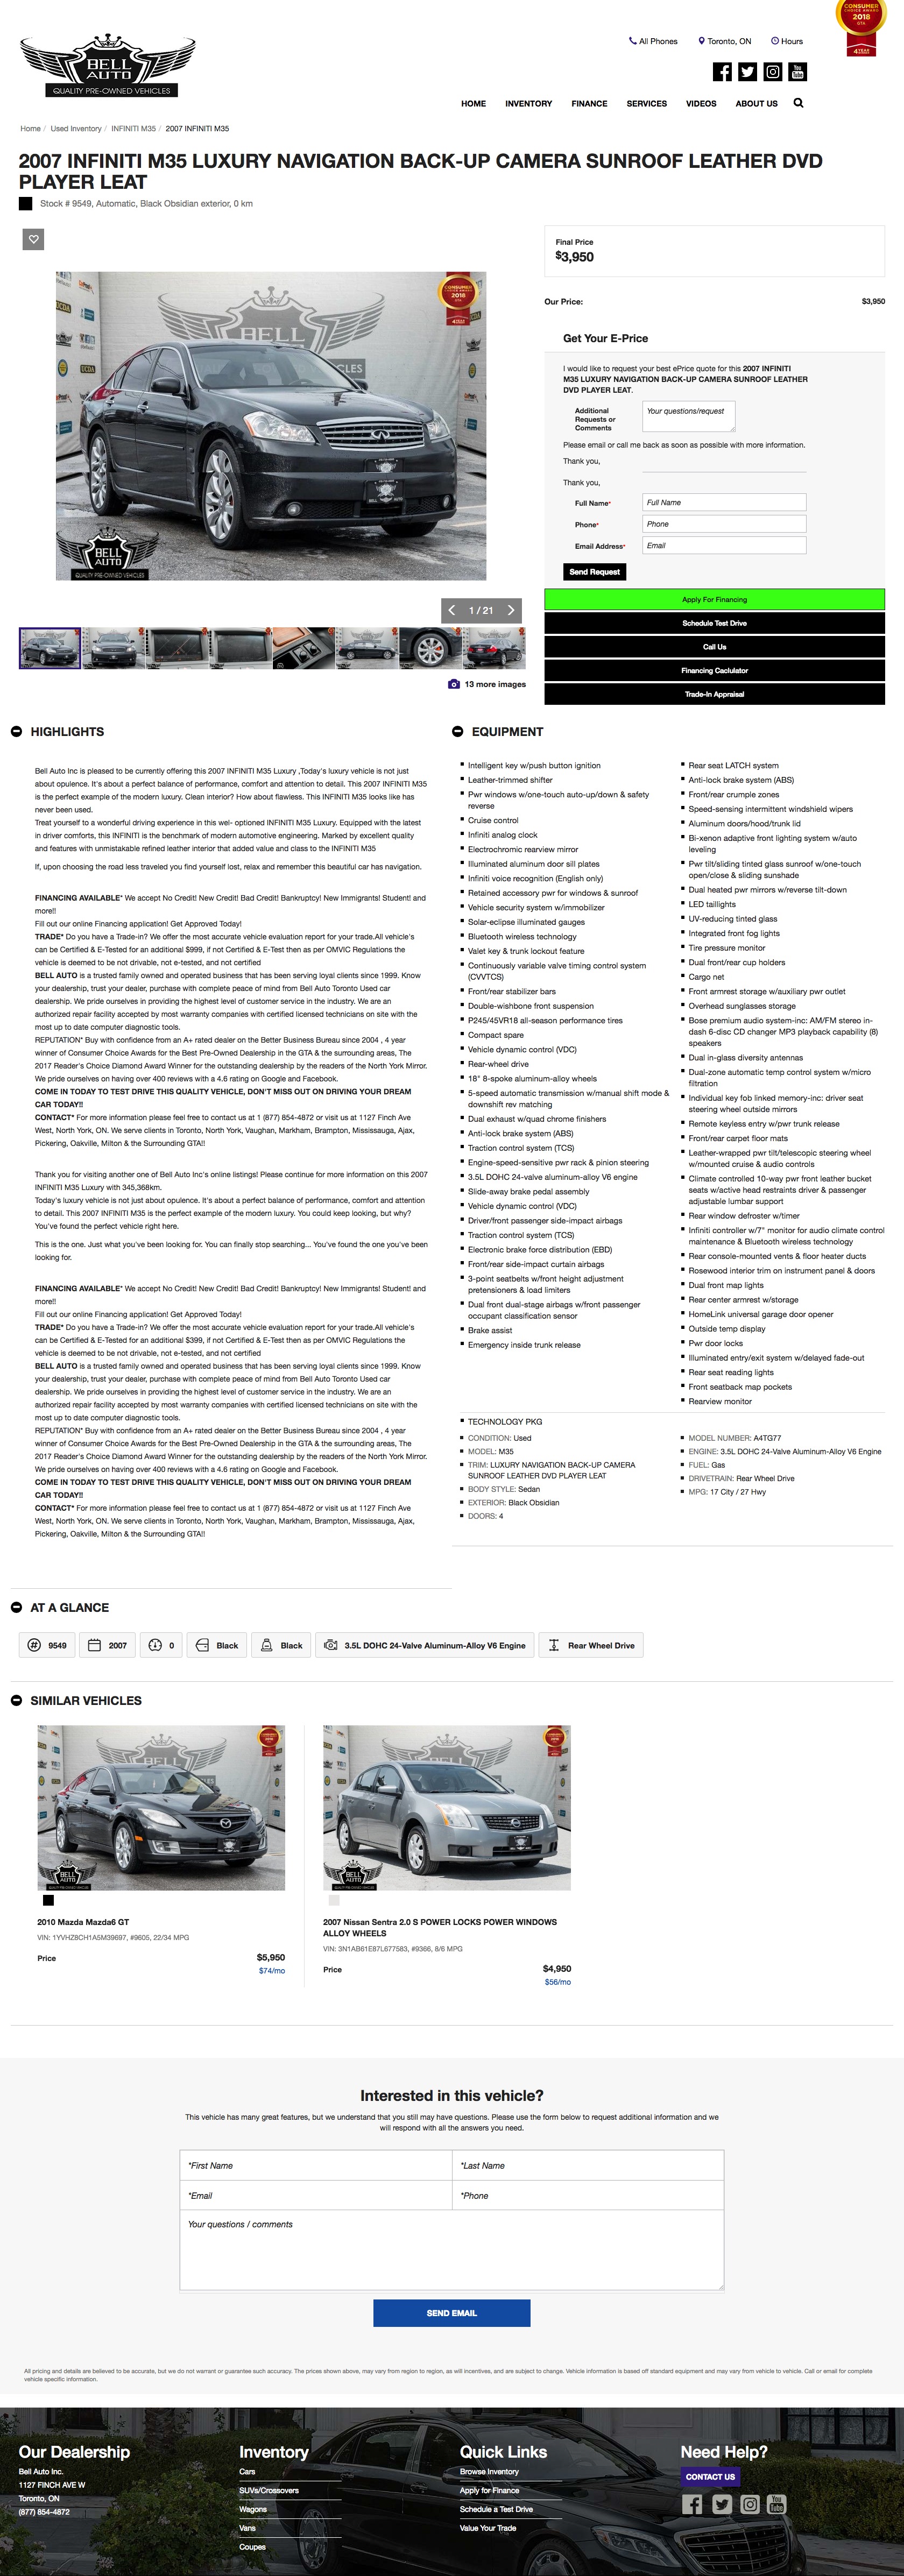 CONSUMER
CHOICE AWARD
2018
GTA
4YEAR
BELL
AUTO
QUALITY PRE-OWNED VEHICLES
All Phones
Toronto, ON
Hours
You
Tube
HOME
INVENTORY
FINANCE
SERVICES
VIDEOS
ABOUT US
Home / Used Inventory / INFINITI M35 / 2007 INFINITI M35
2007 INFINITI M35 LUXURY NAVIGATION BACK-UP CAMERA SUNROOF LEATHER DVD
PLAYER LEAT
Stock # 9549, Automatic, Black Obsidian exterior, 0 km
BELL
BELL
AUTO
QUALITY PRE-OWNED VEHICLES
1 / 21
13 more images
Final Price
$3,950
Our Price:
$3,950
Get Your E-Price
I would like to request your best ePrice quote for this 2007 INFINITI
M35 LUXURY NAVIGATION BACK-UP CAMERA SUNROOF LEATHER
DVD PLAYER LEAT.
Additional
Requests or
Comments
Your questions/request
Please email or call me back as soon as possible with more information.
Thank you,
Thank you,
Full Name*
Full Name
Phone*
Phone
Email Address*
Email
Send Request
Apply For Financing
Schedule Test Drive
Call Us
Financing Caclulator
Trade-In Appraisal
HIGHLIGHTS
Bell Auto Inc is pleased to be currently offering this 2007 INFINITI M35 Luxury ,Today's luxury vehicle is not just
about opulence. It's about a perfect balance of performance, comfort and attention to detail. This 2007 INFINITI M35
is the perfect example of the modern luxury. Clean interior? How about flawless. This INFINITI M35 looks like has
never been used.
Treat yourself to a wonderful driving experience in this wel- optioned INFINITI M35 Luxury. Equipped with the latest
in driver comforts, this INFINITI is the benchmark of modern automotive engineering. Marked by excellent quality
and features with unmistakable refined leather interior that added value and class to the INFINITI M35
If, upon choosing the road less traveled you find yourself lost, relax and remember this beautiful car has navigation.
FINANCING AVAILABLE* We accept No Credit! New Credit! Bad Credit! Bankruptcy! New Immigrants! Student! and
more!!
Fill out our online Financing application! Get Approved Today!
TRADE* Do you have a Trade-in? We offer the most accurate vehicle evaluation report for your trade.All vehicle's
can be Certified & E-Tested for an additional $999, if not Certified & E-Test then as per OMVIC Regulations the
vehicle is deemed to be not drivable, not e-tested, and not certified
BELL AUTO is a trusted family owned and operated business that has been serving loyal clients since 1999. Know
your dealership, trust your dealer, purchase with complete peace of mind from Bell Auto Toronto Used car
dealership. We pride ourselves in providing the highest level of customer service in the industry. We are an
authorized repair facility accepted by most warranty companies with certified licensed technicians on site with the
most up to date computer diagnostic tools.
REPUTATION* Buy with confidence from an A+ rated dealer on the Better Business Bureau since 2004 , 4 year
winner of Consumer Choice Awards for the Best Pre-Owned Dealership in the GTA & the surrounding areas, The
2017 Reader's Choice Diamond Award Winner for the Outstanding dealership by the readers of the North York Mirror.
We pride ourselves on having over 400 reviews with a 4.6 rating on Google and Facebook.
COME IN TODAY TO TEST DRIVE THIS QUALITY VEHICLE, DON'T MISS OUT ON DRIVING YOUR DREAM
CAR TODAY!!
CONTACT* For more information please feel free to contact us at 1 (877) 854-4872 or visit us at 1127 Finch Ave
West, North York, ON. We serve clients in Toronto, North York, Vaughan, Markham, Brampton, Mississauga, Ajax,
Pickering, Oakville, Milton & the Surrounding GTA!!
Thank you for visiting another one of Bell Auto Inc's online listings! Please continue for more information on this 2007
INFINITI M35 Luxury with 345,368km.
Today's luxury vehicle is not just about opulence. It's about a perfect balance of performance, comfort and attention
to detail. This 2007 INFINITI M35 is the perfect example of the modern luxury. You could keep looking, but why?
You've found the perfect vehicle right here.
This is the one. Just what you've been looking for. You can finally stop searching... You've found the one you've been
looking for.
FINANCING AVAILABLE* We accept No Credit! New Credit! Bad Credit! Bankruptcy! New Immigrants! Student! and
more!!
Fill out our online Financing application! Get Approved Today!
TRADE* Do you have a Trade-in? We offer the most accurate vehicle evaluation report for your trade.All vehicle's
can be Certified & E-Tested for an additional $399, if not Certified & E-Test then as per OMVIC Regulations the
vehicle is deemed to be not drivable, not e-tested, and not certified
BELL AUTO is a trusted family owned and operated business that has been serving loyal clients since 1999. Know
your dealership, trust your dealer, purchase with complete peace of mind from Bell Auto Toronto Used car
dealership. We pride ourselves in providing the highest level of customer service in the industry. We are an
authorized repair facility accepted by most warranty companies with certified licensed technicians on site with the
most up to date computer diagnostic tools.
REPUTATION* Buy with confidence from an A+ rated dealer on the Better Business Bureau since 2004 , 4 year
winner of Consumer Choice Awards for the Best Pre-Owned Dealership in the GTA & the surrounding areas, The
2017 Reader's Choice Diamond Award Winner for the Outstanding dealership by the readers of the North York Mirror.
We pride ourselves on having over 400 reviews with a 4.6 rating on Google and Facebook.
COME IN TODAY TO TEST DRIVE THIS QUALITY VEHICLE, DON'T MISS OUT ON DRIVING YOUR DREAM
CAR TODAY!!
CONTACT* For more information please feel free to contact us at 1 (877) 854-4872 or visit us at 1127 Finch Ave
West, North York, ON. We serve clients in Toronto, North York, Vaughan, Markham, Brampton, Mississauga, Ajax,
Pickering, Oakville, Milton & the Surrounding GTA!!
EQUIPMENT
Intelligent key w/push button ignition
Leather-trimmed shifter
Pwr windows w/one-touch auto-up/down & safety
reverse
Cruise control
Infiniti analog clock
Electrochromic rearview mirror
Illuminated aluminum door sill plates
Infiniti voice recognition (English only)
Retained accessory pwr for windows & sunroof
Vehicle security system w/immobilizer
Solar-eclipse illuminated gauges
Bluetooth wireless technology
Valet key & trunk lockout feature
Continuously variable valve timing control system
(CVVTCS)
Front/rear stabilizer bars
Double-wishbone front suspension
P245/45VR18 all-season performance tires
Compact spare
Vehicle dynamic control (VDC)
Rear-wheel drive
18" 8-spoke aluminum-alloy wheels
5-speed automatic transmission w/manual shift mode &
downshift rev matching
Dual exhaust w/quad chrome finishers
Anti-lock brake system (ABS)
Traction control system (TCS)
Engine-speed-sensitive pwr rack & pinion steering
3.5L DOHC 24-valve aluminum-alloy V6 engine
Slide-away brake pedal assembly
Vehicle dynamic control (VDC)
Driver/front passenger side-impact airbags
Traction control system (TCS)
Electronic brake force distribution (EBD)
Front/rear side-impact curtain airbags
3-point seatbelts w/front height adjustment
pretensioners & load limiters
Dual front dual-stage airbags w/front passenger
occupant classification sensor
Brake assist
Emergency inside trunk release
Rear seat LATCH system
Anti-lock brake system (ABS)
Front/rear crumple zones
Speed-sensing intermittent windshield wipers
Aluminum doors/hood/trunk lid
Bi-xenon adaptive front lighting system w/auto
leveling
Pwr tilt/sliding tinted glass sunroof w/one-touch
open/close & sliding sunshade
Dual heated pwr mirrors w/reverse tilt-down
LED taillights
UV-reducing tinted glass
Integrated front fog lights
Tire pressure monitor
Dual front/rear cup holders
Cargo net
Front armrest storage w/auxiliary pwr outlet
Overhead sunglasses storage
Bose premium audio system-inc: AM/FM stereo in-
dash 6-disc CD changer MP3 playback capability (8)
speakers
Dual in-glass diversity antennas
Dual-zone automatic temp control system w/micro
filtration
Individual key fob linked memory-inc: driver seat
steering wheel outside mirrors
Remote keyless entry w/pwr trunk release
Front/rear carpet floor mats
Leather-wrapped pwr tilt/telescopic steering wheel
w/mounted cruise & audio controls
Climate controlled 10-way pwr front leather bucket
seats w/active head restraints driver & passenger
adjustable lumbar support
Rear window defroster w/timer
Infiniti controller w/7" monitor for audio climate control
maintenance & Bluetooth wireless technology
Rear console-mounted vents & floor heater ducts
Rosewood interior trim on instrument panel & doors
Dual front map lights
Rear center armrest w/storage
HomeLink universal garage door opener
Outside temp display
Pwr door locks
Illuminated entry/exit system w/delayed fade-out
Rear seat reading lights
Front seatback map pockets
Rearview monitor
TECHNOLOGY PKG
CONDITION: Used
MODEL: M35
TRIM: LUXURY NAVIGATION BACK-UP CAMERA
SUNROOF LEATHER DVD PLAYER LEAT
BODY STYLE: Sedan
EXTERIOR: Black Obsidian
DOORS: 4
MODEL NUMBER: A4TG77
ENGINE: 3.5L DOHC 24-Valve Aluminum-Alloy V6 Engine
FUEL: Gas
DRIVETRAIN: Rear Wheel Drive
MPG: 17 City / 27 Hwy
AT A GLANCE
9549
2007
0
Black
Black
3.5L DOHC 24-Valve Aluminum-Alloy V6 Engine
Rear Wheel Drive
SIMILAR VEHICLES
2010 Mazda Mazda6 GT
VIN: 1YVHZ8CH1A5M39697, #9605, 22/34 MPG
Price
$5,950
$74/mo
2007 Nissan Sentra 2.0 S POWER LOCKS POWER WINDOWS
ALLOY WHEELS
VIN: 3N1AB61E87L677583, #9366, 8/6 MPG
Price
$4,950
$56/mo
Interested in this vehicle?
This vehicle has many great features, but we understand that you still may have questions. Please use the form below to request additional information and we
will respond with all the answers you need.
*First Name
*Last Name
*Email
*Phone
Your questions / comments
SEND EMAIL
All pricing and details are believed to be accurate, but we do not warrant or guarantee such accuracy. The prices shown above, may vary from region to region, as will incentives, and are subject to change. Vehicle information is based off standard equipment and may vary from vehicle to vehicle. Call or email for complete
vehicle specific information.
Our Dealership
Bell Auto Inc.
1127 FINCH AVE W
Toronto, ON
(877) 854-4872
Inventory
Cars
SUVs/Crossovers
Wagons
Vans
Coupes
Quick Links
Browse Inventory
Apply for Finance
Schedule a Test Drive
Value Your Trade
Need Help?
CONTACT US
You
Tube